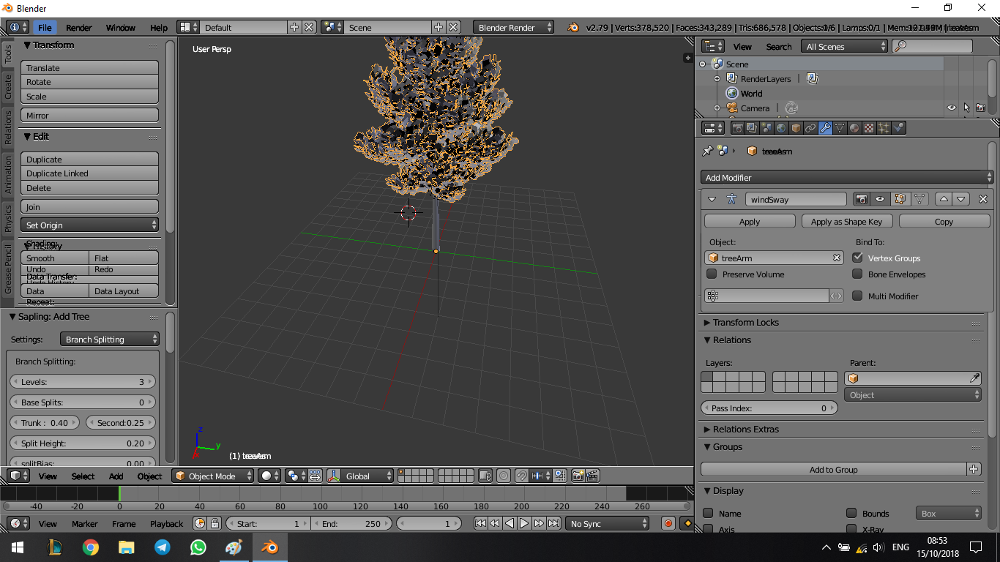 Blender
File Render Window Help Default Scene Blender Render v2.79 | Verts:378,520 | Faces:343,289 | Tris:686,578 | Objects:0/6 | Lamps:0/1 |
Tools
Create
Relations
Animation
Physics
Grease Pencil
Transform
Translate
Rotate
Scale
Mirror
Edit
Duplicate
Duplicate Linked
Delete
Join
Set Origin
Shading:
History
Smooth Flat
Undo Redo
Data Transfer:
Undo History
Data Data Layout
Repeat:
Sapling: Add Tree
Settings: Branch Splitting
Branch Splitting:
Levels: 3
Base Splits: 0
Trunk : 0.40 Second:0.25
Split Height: 0.20
splitBias: 0.00
User Persp
z
y
(1)
View Select Add Object Object Mode Global
-40 -20 0 20 40 60 80 100 120 140 160 180 200 220 240 260
View Marker Frame Playback Start: 1 End: 250 1 No Sync
View Search All Scenes
Scene
RenderLayers
World
Camera
Add Modifier
windSway
Apply Apply as Shape Key Copy
Object: Bind To:
treeArm Vertex Groups
Preserve Volume Bone Envelopes
Multi Modifier
Transform Locks
Relations
Layers: Parent:
Object
Pass Index: 0
Relations Extras
Groups
Add to Group
Display
Name Bounds Box
Axis X-Ray
ENG
08:53
15/10/2018